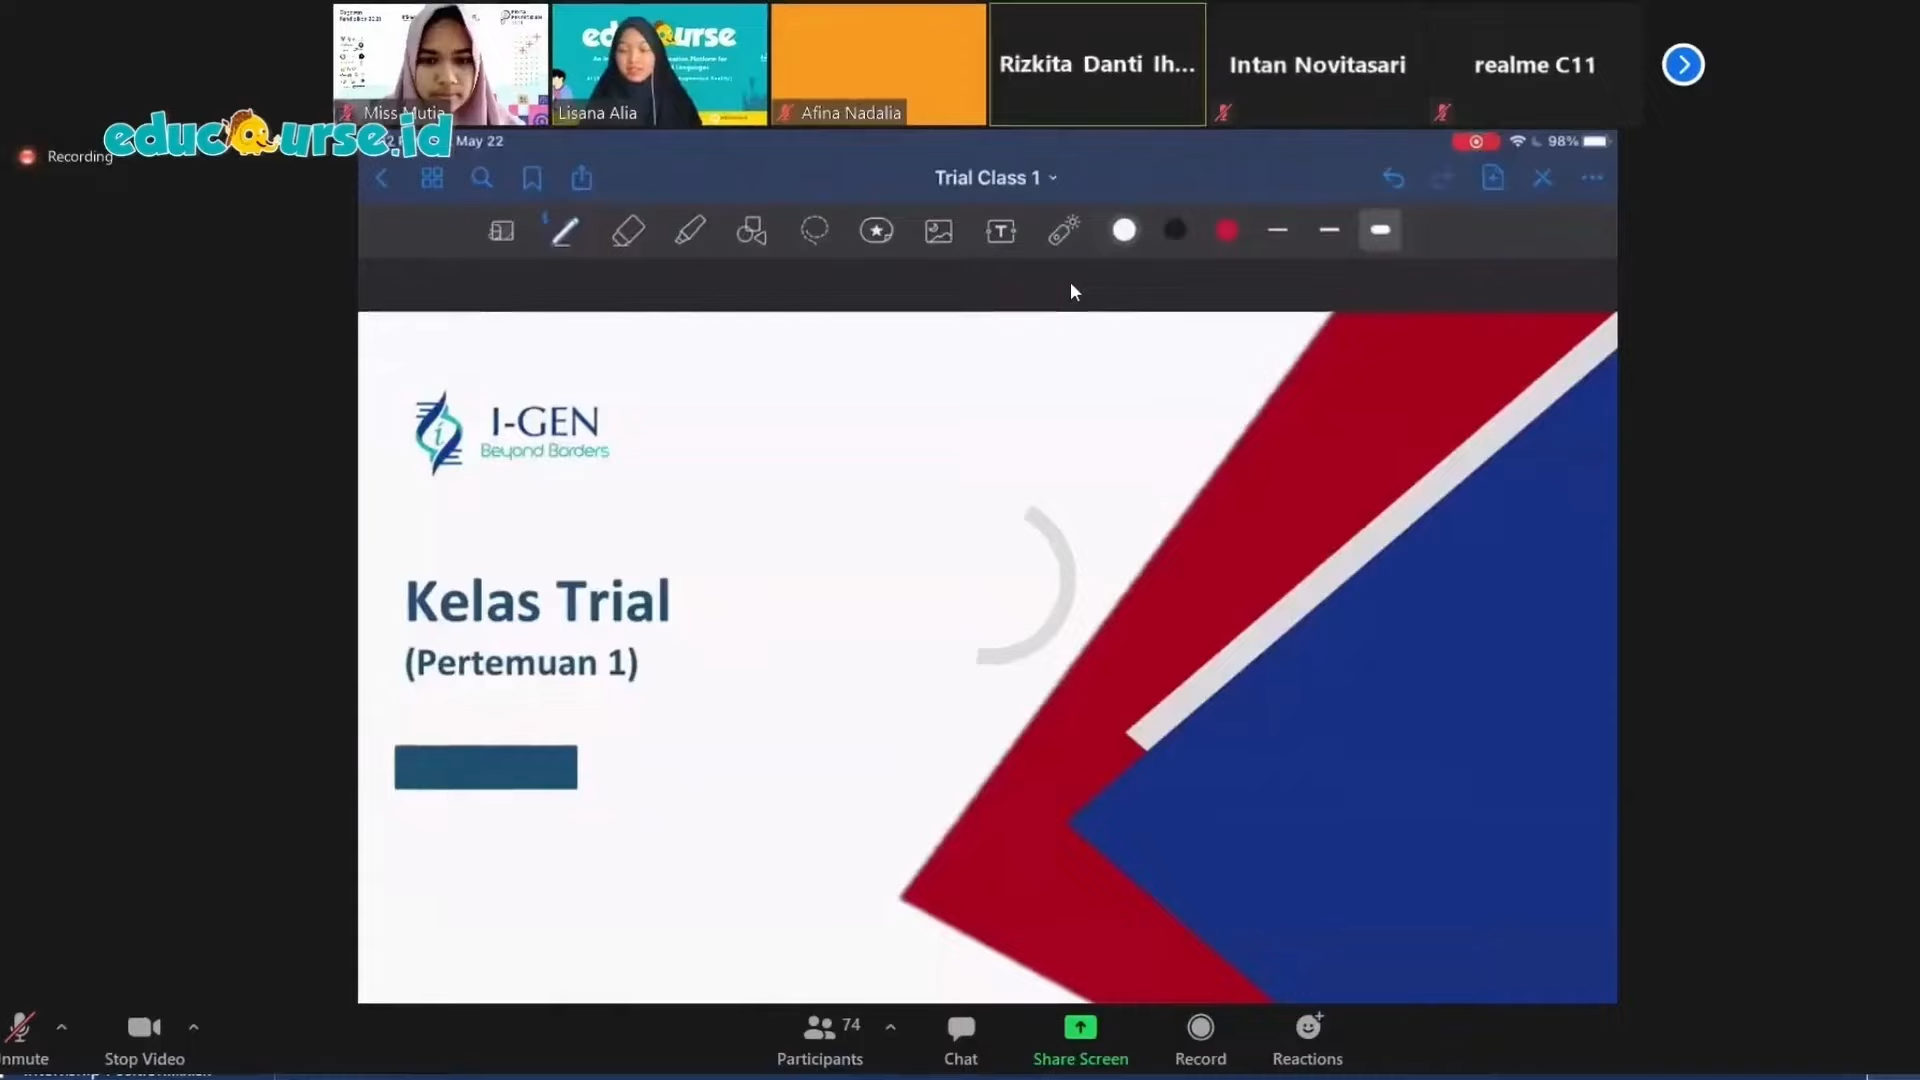 Miss Mutia
Lisana Alia
Afina Nadalia
Rizkita Danti Ih...
Intan Novitasari
realme C11
educourse
educourse.id
Recording
May 22
98%
Trial Class 1
T
I-GEN
Beyond Borders
Kelas Trial
(Pertemuan 1)
nmute
Stop Video
74
Participants
Chat
Share Screen
Record
Reactions